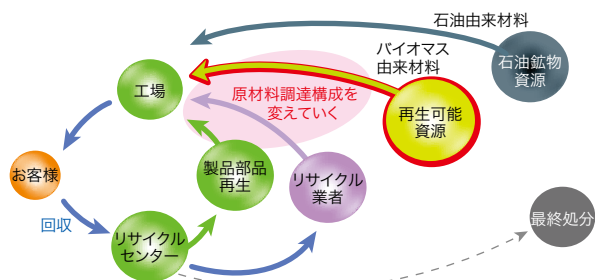 石油由来材料
バイオマス
由来材料
石油鉱物
資源
工場
原材料調達構成を
変えていく
再生可能
資源
お客様
製品部品
再生
リサイクル
業者
回収
リサイクル
センター
最終処分